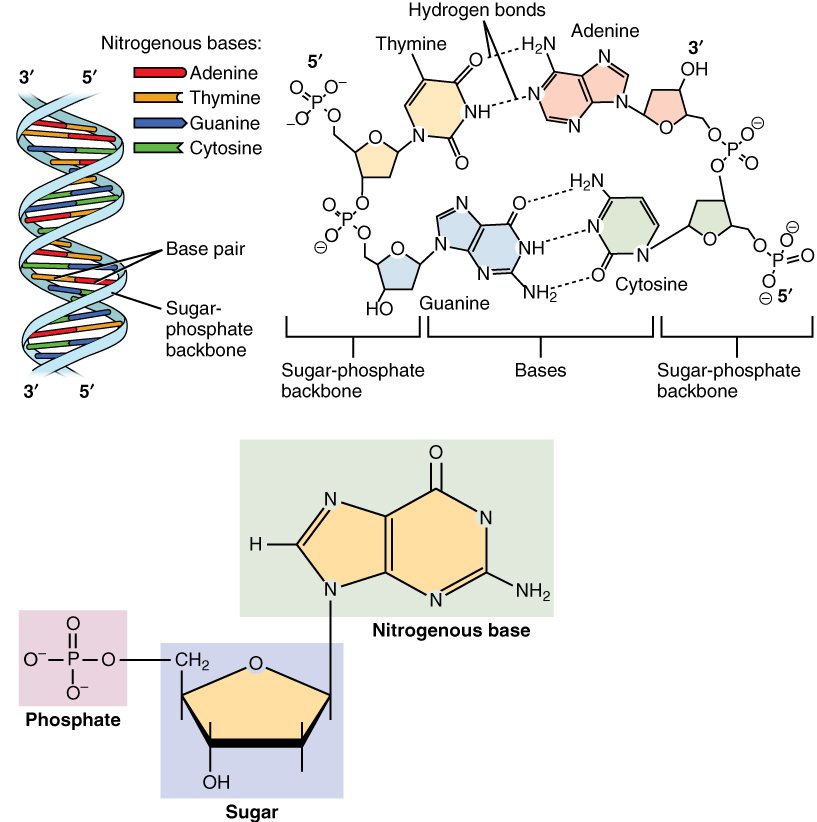 Hydrogen bonds
Nitrogenous bases:
Adenine
Thymine
Guanine
Cytosine
3′ 5′
Base pair
Sugar-
phosphate
backbone
3′ 5′
5′
Thymine
Adenine
3′
O
H₂N
N
OH
O
O⁻
P
⁻O
O
NH
N
N
N
N
O
O
O
P
O⊖
O
N
O
O
O
H₂N
O
P
O
⊖
O
N
O
N
NH
N
N
O
O
O⊖
P
O
⊖
5′
O
N
N
NH₂
O
Cytosine
HO
Guanine
Sugar-phosphate
backbone
Bases
Sugar-phosphate
backbone
O
N
N
H
N
N
NH₂
Nitrogenous base
O
O⁻ P O
O⁻
Phosphate
CH₂
O
OH
Sugar